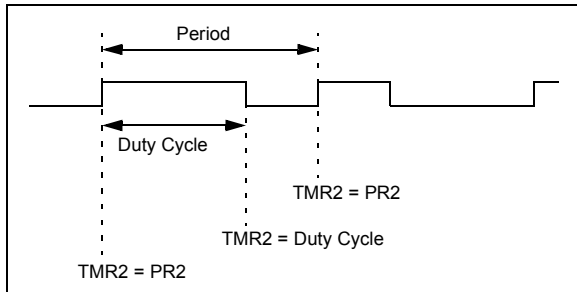 Period
Duty Cycle
TMR2 = PR2
TMR2 = Duty Cycle
TMR2 = PR2